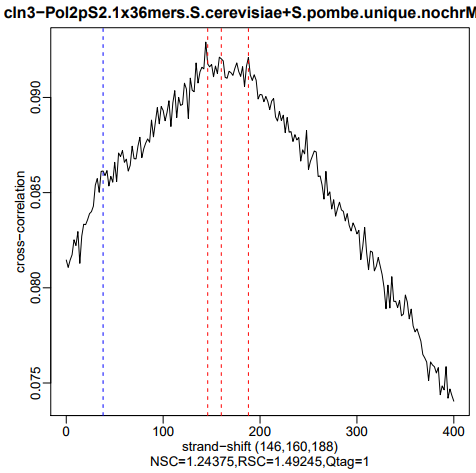 cln3-Pol2pS2.1x36mers.S.cerevisiae+S.pombe.unique.nochrM
cross-correlation
0.090
0.085
0.080
0.075
0 100 200 300 400
strand-shift (146,160,188)
NSC=1.24375,RSC=1.49245,Qtag=1